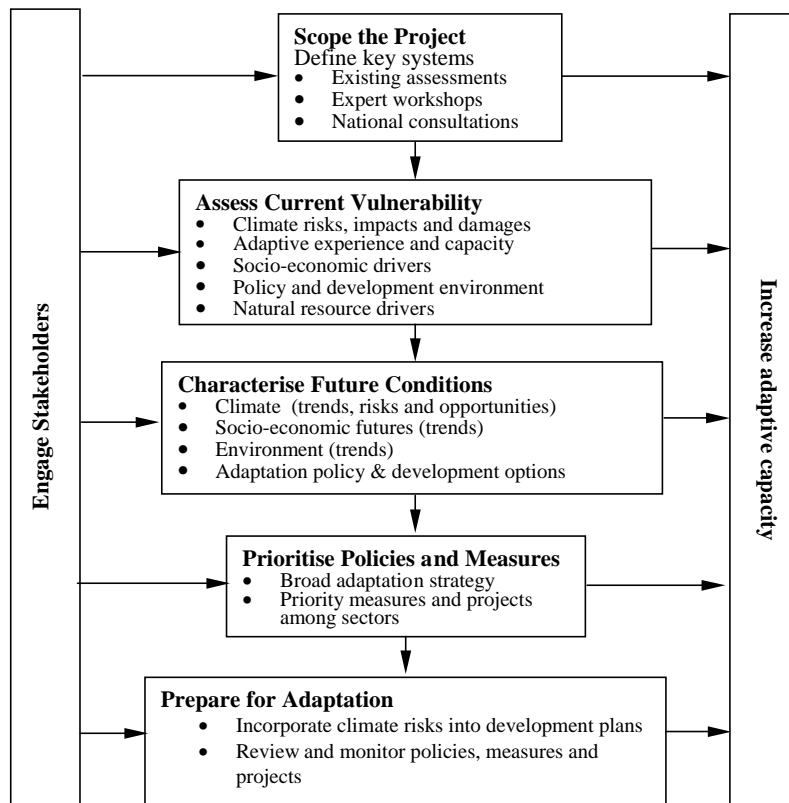 Engage Stakeholders
Scope the Project
Define key systems
• Existing assessments
• Expert workshops
• National consultations
Assess Current Vulnerability
• Climate risks, impacts and damages
• Adaptive experience and capacity
• Socio-economic drivers
• Policy and development environment
• Natural resource drivers
Characterise Future Conditions
• Climate (trends, risks and opportunities)
• Socio-economic futures (trends)
• Environment (trends)
• Adaptation policy & development options
Prioritise Policies and Measures
• Broad adaptation strategy
• Priority measures and projects
among sectors
Prepare for Adaptation
• Incorporate climate risks into development plans
• Review and monitor policies, measures and
projects
Increase adaptive
capacity